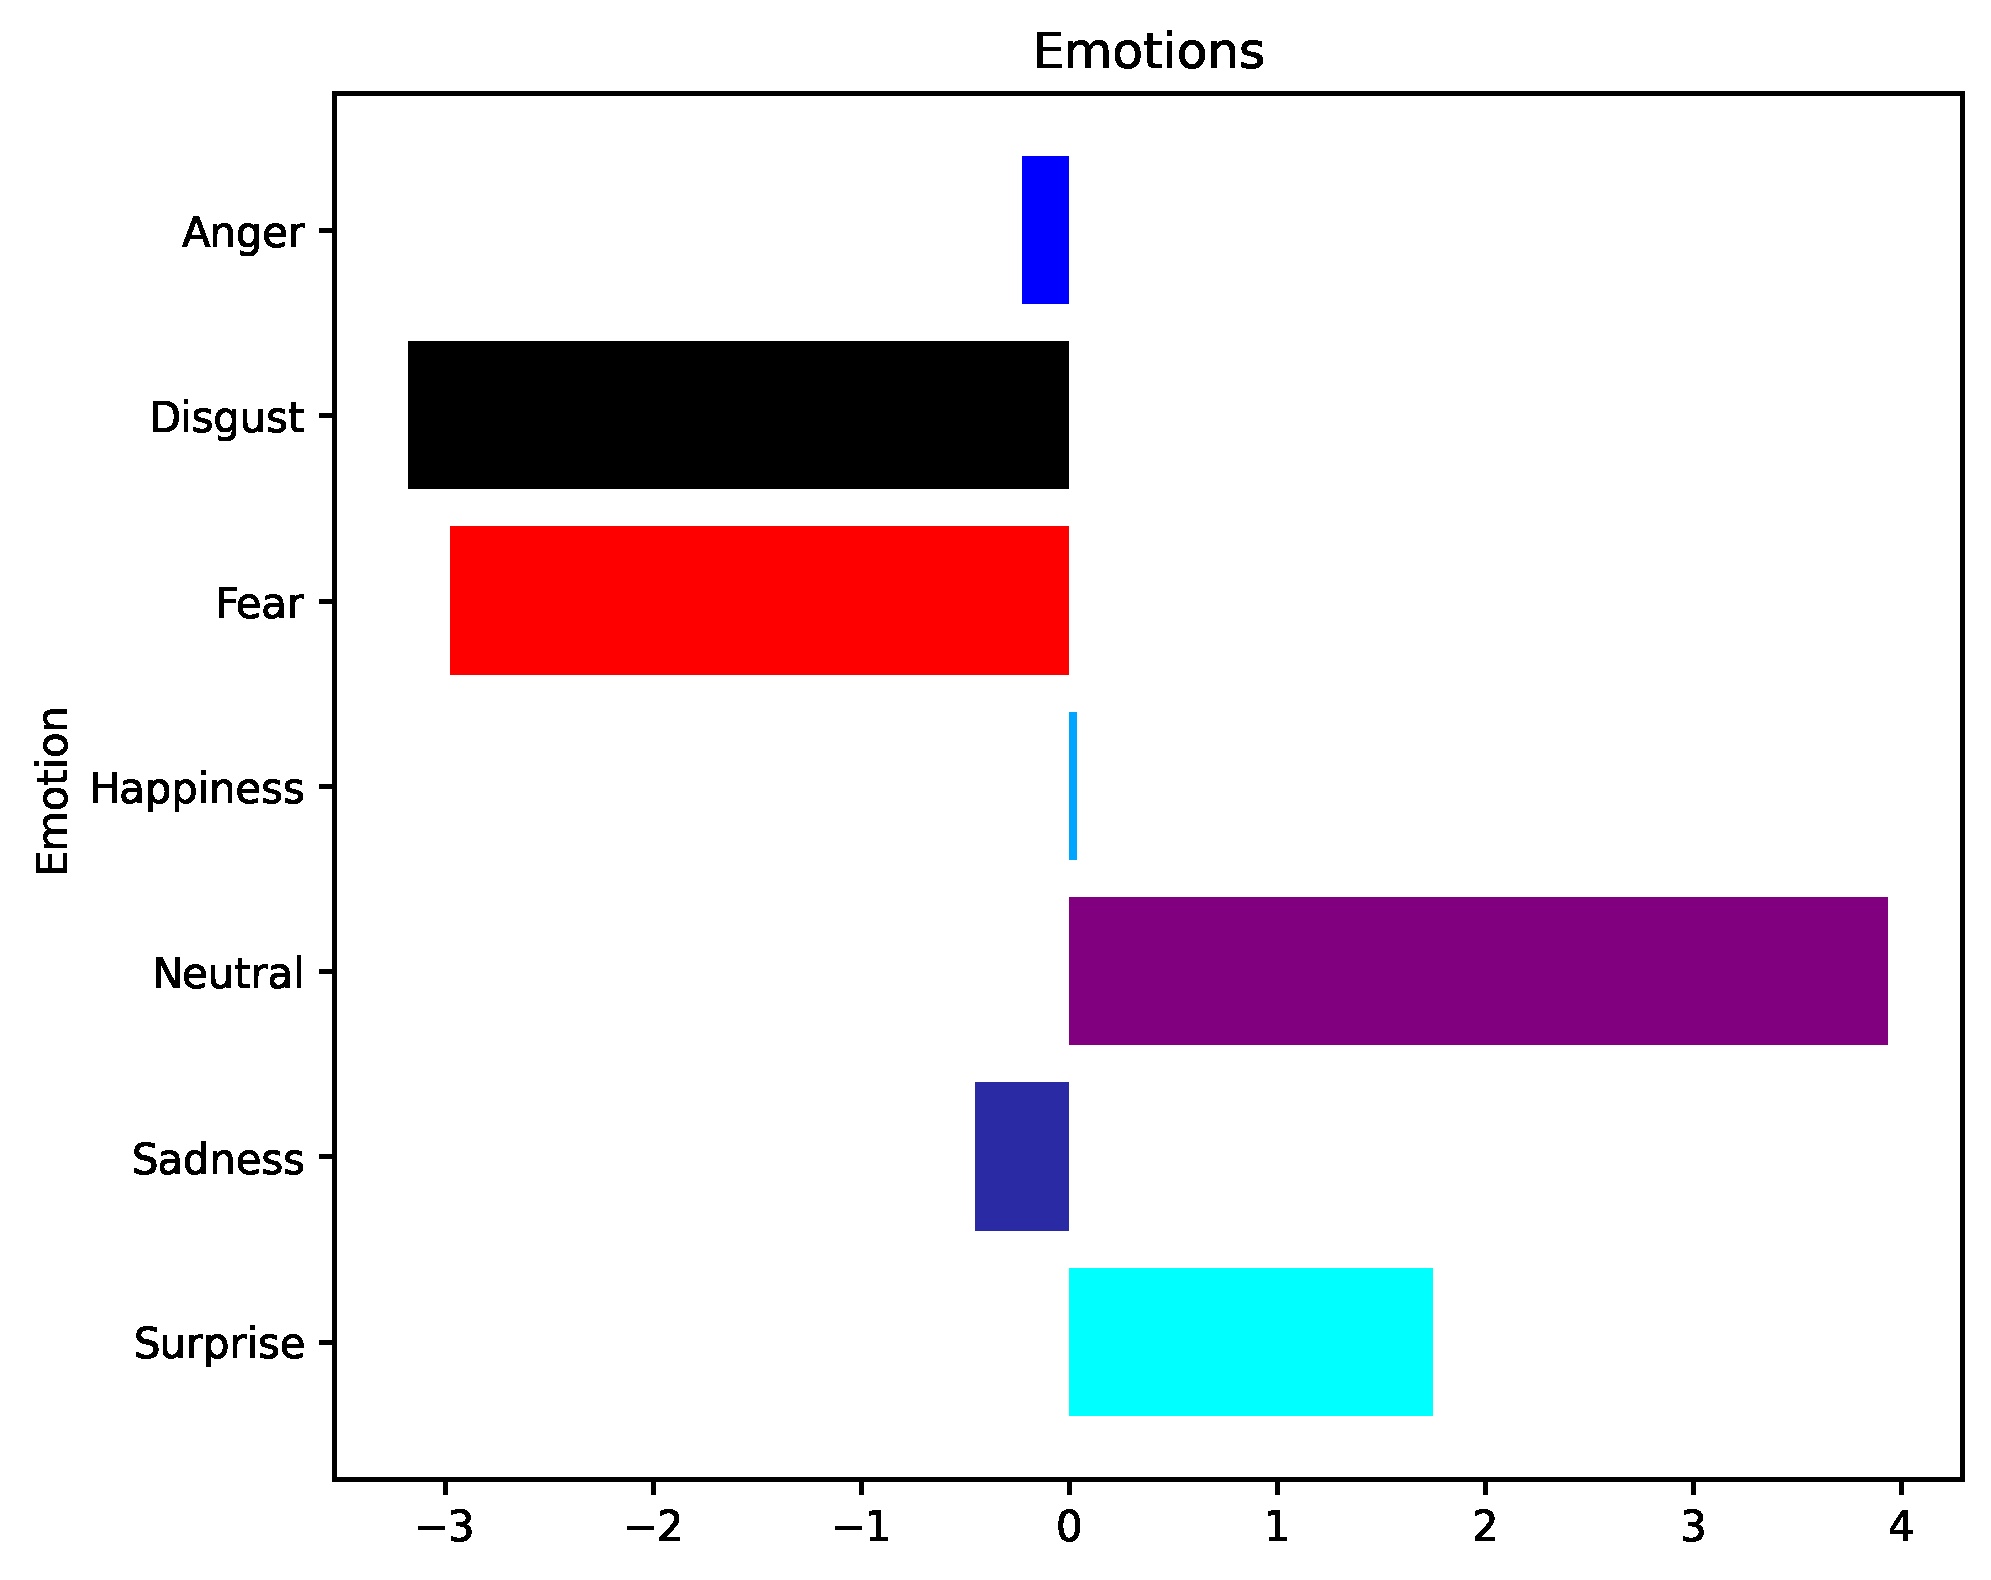 Emotions
Emotion
Anger
Disgust
Fear
Happiness
Neutral
Sadness
Surprise
−3 −2 −1 0 1 2 3 4